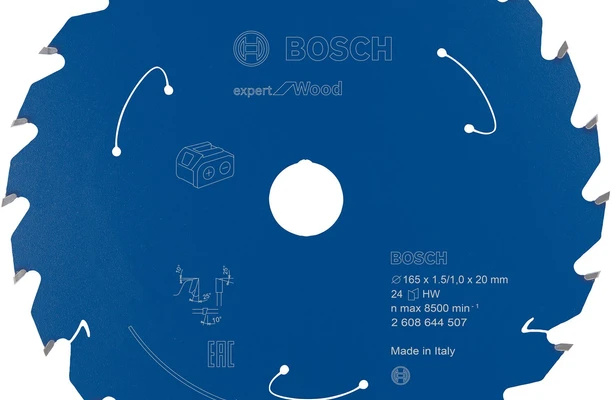 BOSCH
expert Wood
BOSCH
Ø 165 x 1.5/1,0 x 20 mm
24 HW
n max 8500 min⁻¹
2 608 644 507
Made in Italy
10°
EAC